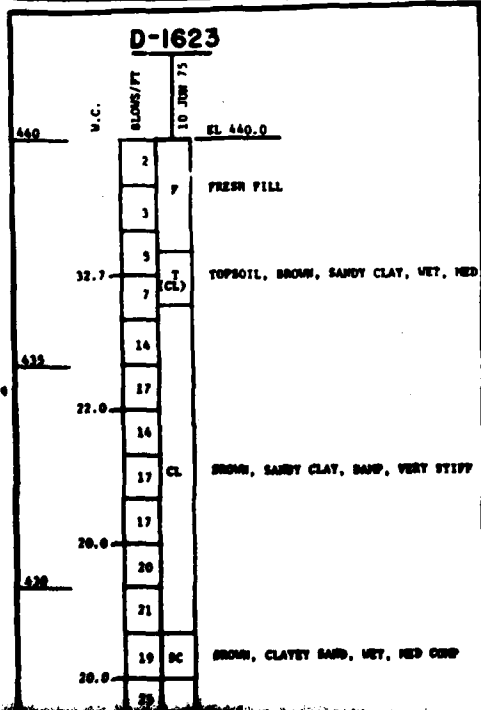 D-1623
W.C.
BLOWS/FT
10 JUN 75
440
EL 440.0
2
F
FRESH FILL
3
5
32.7
T
(CL)
TOPSOIL, BROWN, SANDY CLAY, WET, MED
7
14
435
17
22.0
14
17
CL
BROWN, SANDY CLAY, DAMP, VERY STIFF
17
20.0
20
430
21
19
SC
BROWN, CLAYEY SAND, WET, MED COMP
20.0
25